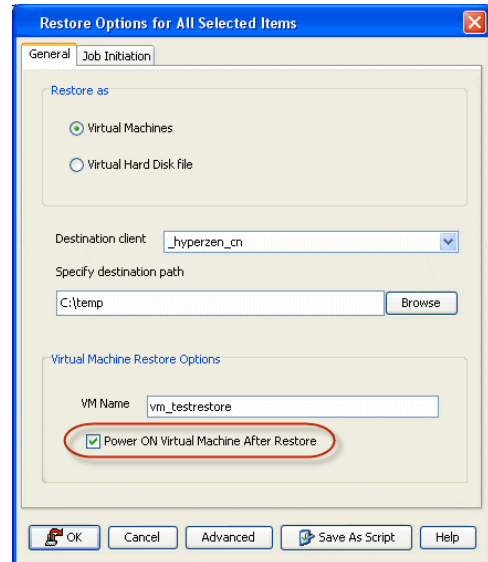 Restore Options for All Selected Items
General Job Initiation
Restore as
Virtual Machines
Virtual Hard Disk file
Destination client _hyperzen_cn
Specify destination path
C:\temp Browse
Virtual Machine Restore Options
VM Name vm_testrestore
Power ON Virtual Machine After Restore
OK Cancel Advanced Save As Script Help